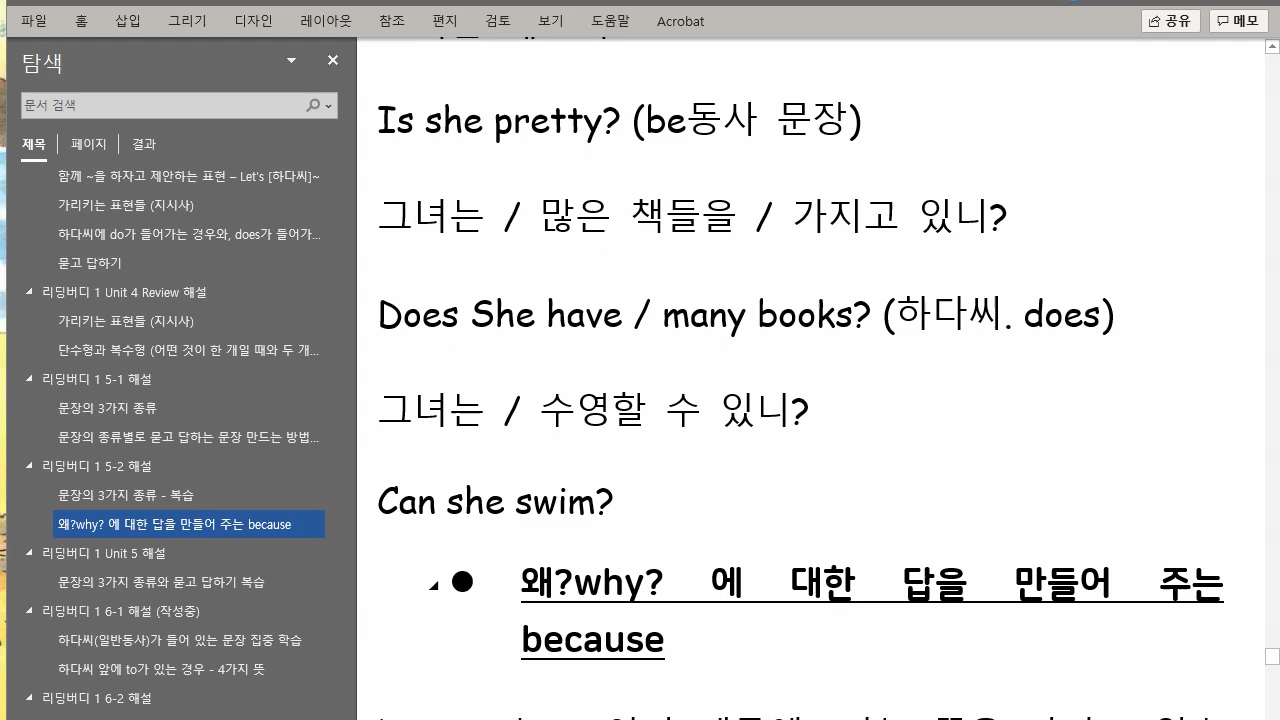 파일 홈 삽입 그리기 디자인 레이아웃 참조 편지 검토 보기 도움말 Acrobat 공유 메모
탐색
문서 검색
제목 페이지 결과
함께 ~을 하자고 제안하는 표현 – Let's [하다씨]~
가리키는 표현들 (지시사)
하다씨에 do가 들어가는 경우와, does가 들어가...
묻고 답하기
리딩버디 1 Unit 4 Review 해설
가리키는 표현들 (지시사)
단수형과 복수형 (어떤 것이 한 개일 때와 두 개...
리딩버디 1 5-1 해설
문장의 3가지 종류
문장의 종류별로 묻고 답하는 문장 만드는 방법...
리딩버디 1 5-2 해설
문장의 3가지 종류 - 복습
왜?why? 에 대한 답을 만들어 주는 because
리딩버디 1 Unit 5 해설
문장의 3가지 종류와 묻고 답하기 복습
리딩버디 1 6-1 해설 (작성중)
하다씨(일반동사)가 들어 있는 문장 집중 학습
하다씨 앞에 to가 있는 경우 - 4가지 뜻
리딩버디 1 6-2 해설
Is she pretty? (be동사 문장)
그녀는 / 많은 책들을 / 가지고 있니?
Does She have / many books? (하다씨. does)
그녀는 / 수영할 수 있니?
Can she swim?
왜?why? 에 대한 답을 만들어 주는
because